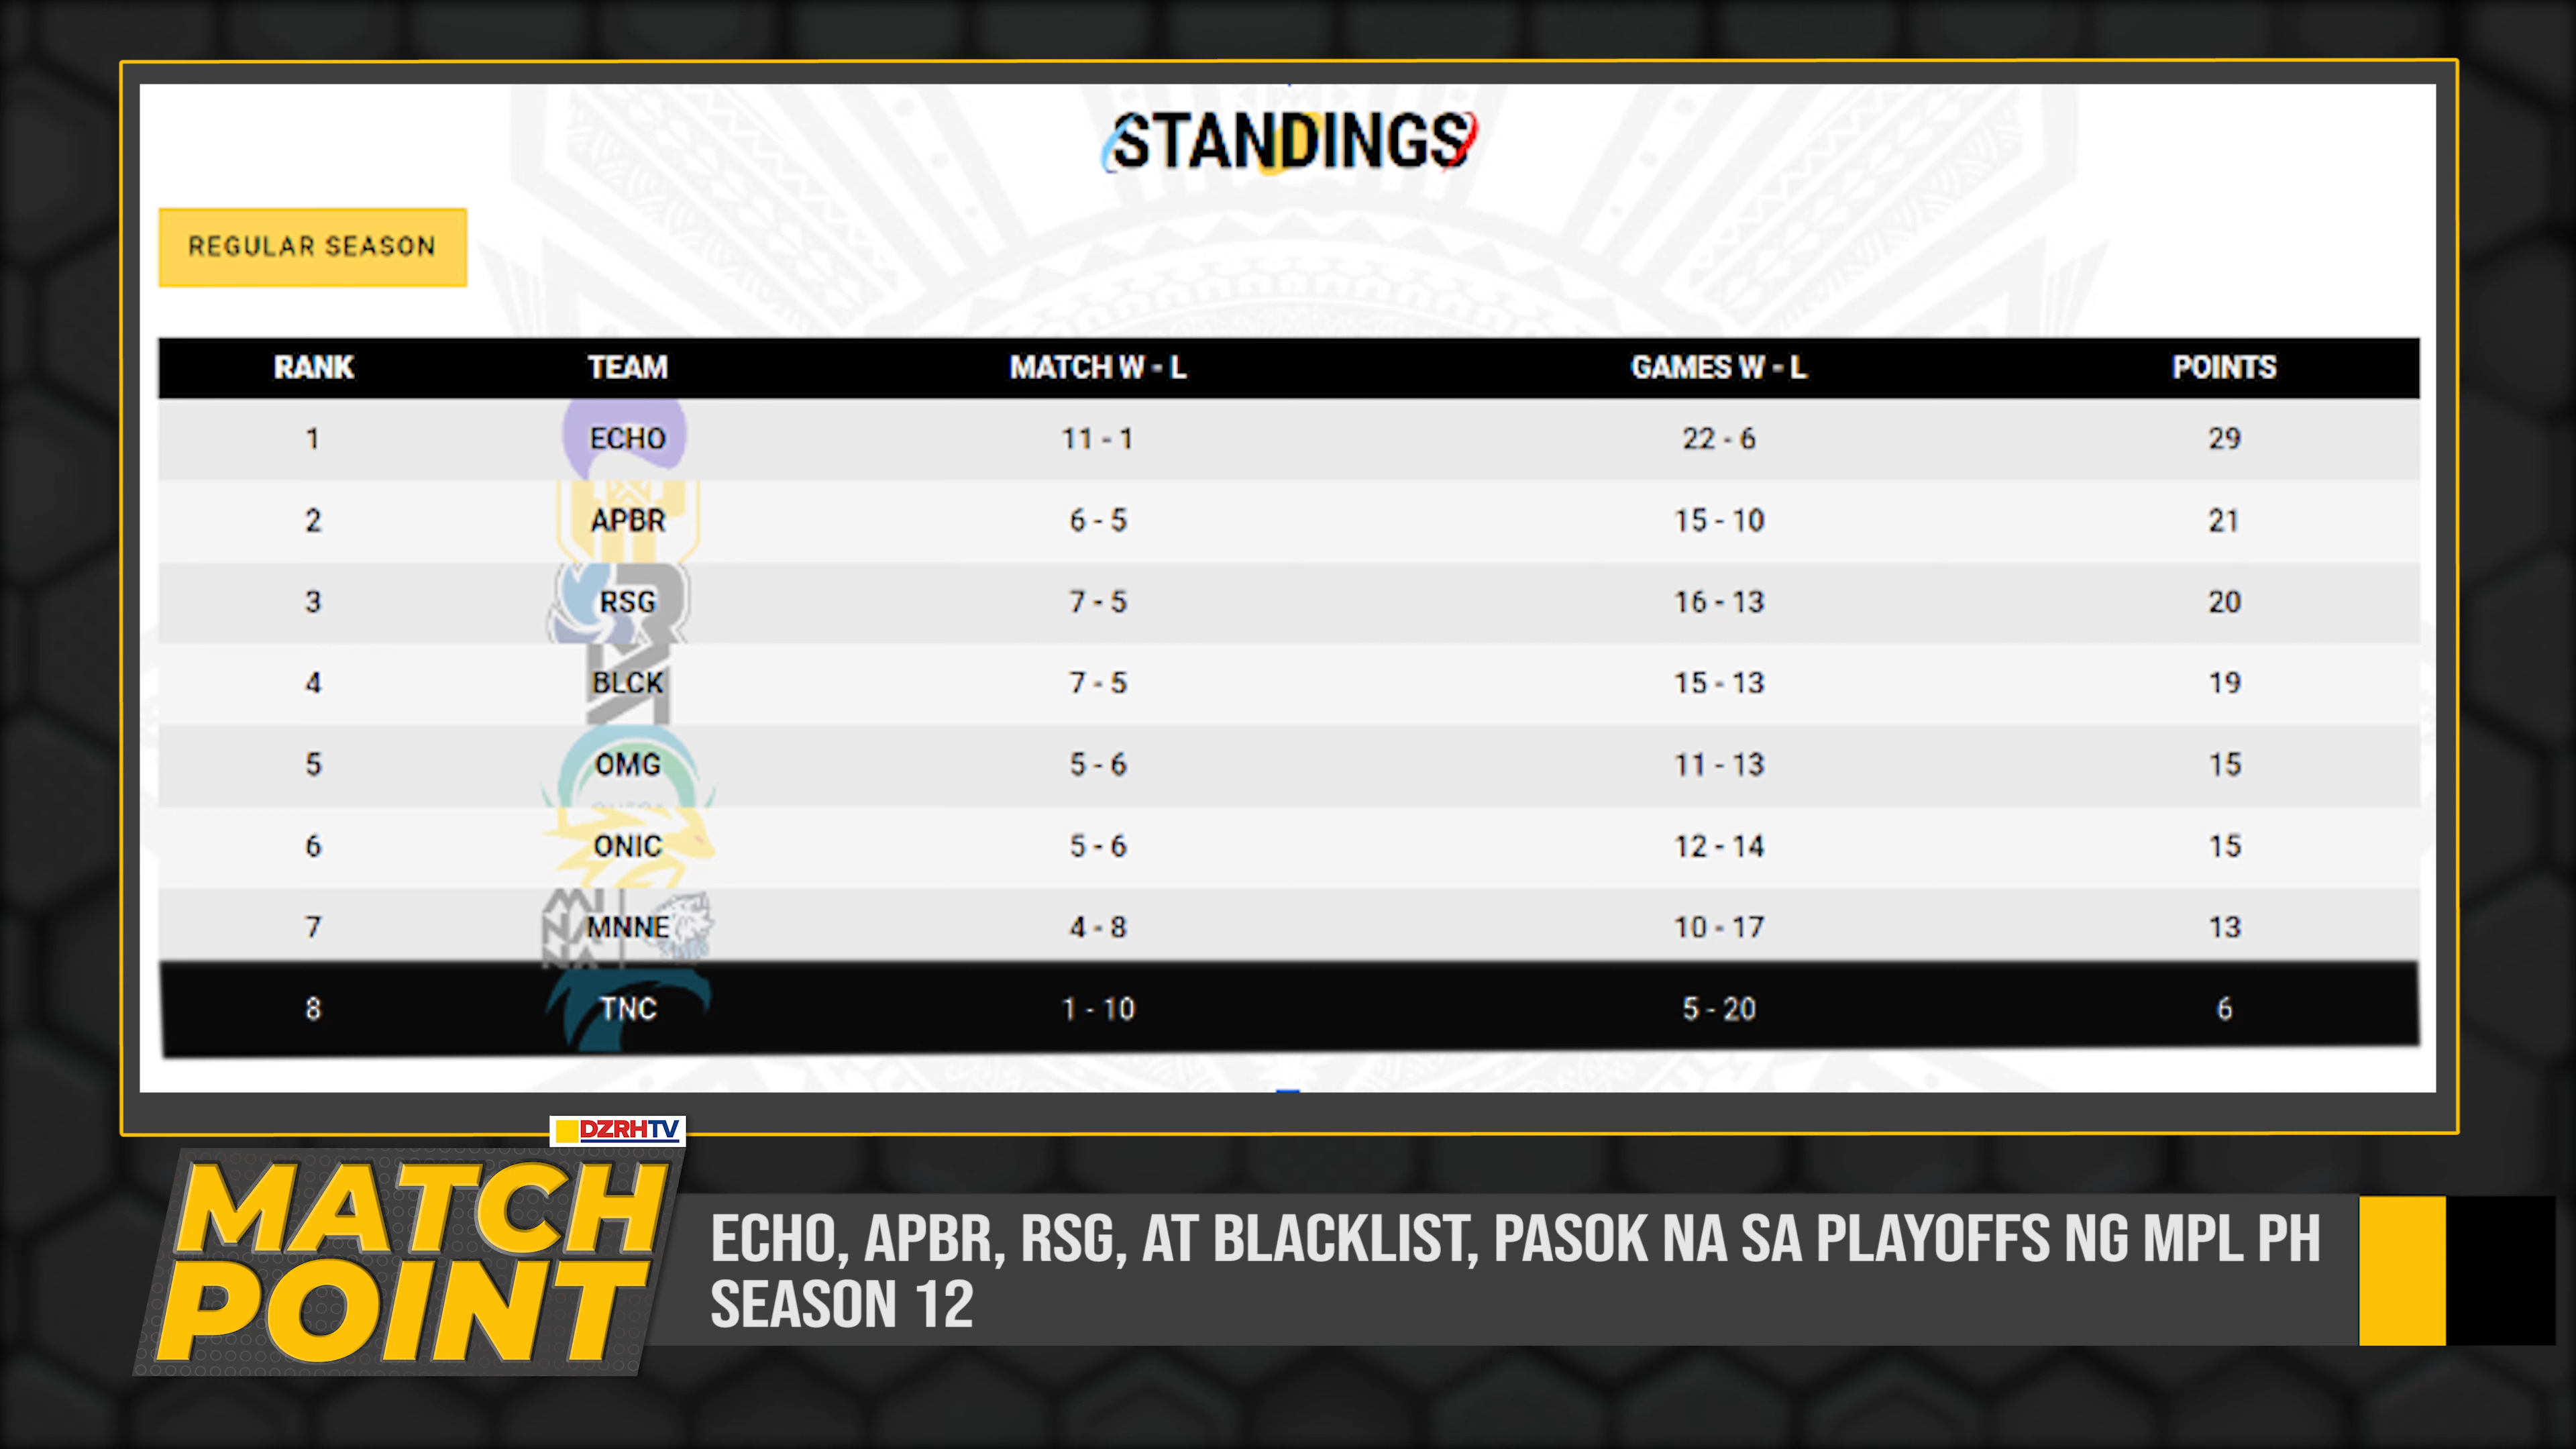 STANDINGS
REGULAR SEASON
RANK TEAM MATCH W - L GAMES W - L POINTS
1 ECHO 11 - 1 22 - 6 29
2 APBR 6 - 5 15 - 10 21
3 RSG 7 - 5 16 - 13 20
4 BLCK 7 - 5 15 - 13 19
5 OMG 5 - 6 11 - 13 15
6 ONIC 5 - 6 12 - 14 15
7 MNNE 4 - 8 10 - 17 13
8 TNC 1 - 10 5 - 20 6
DZRHTV
MATCH
POINT
ECHO, APBR, RSG, AT BLACKLIST, PASOK NA SA PLAYOFFS NG MPL PH
SEASON 12